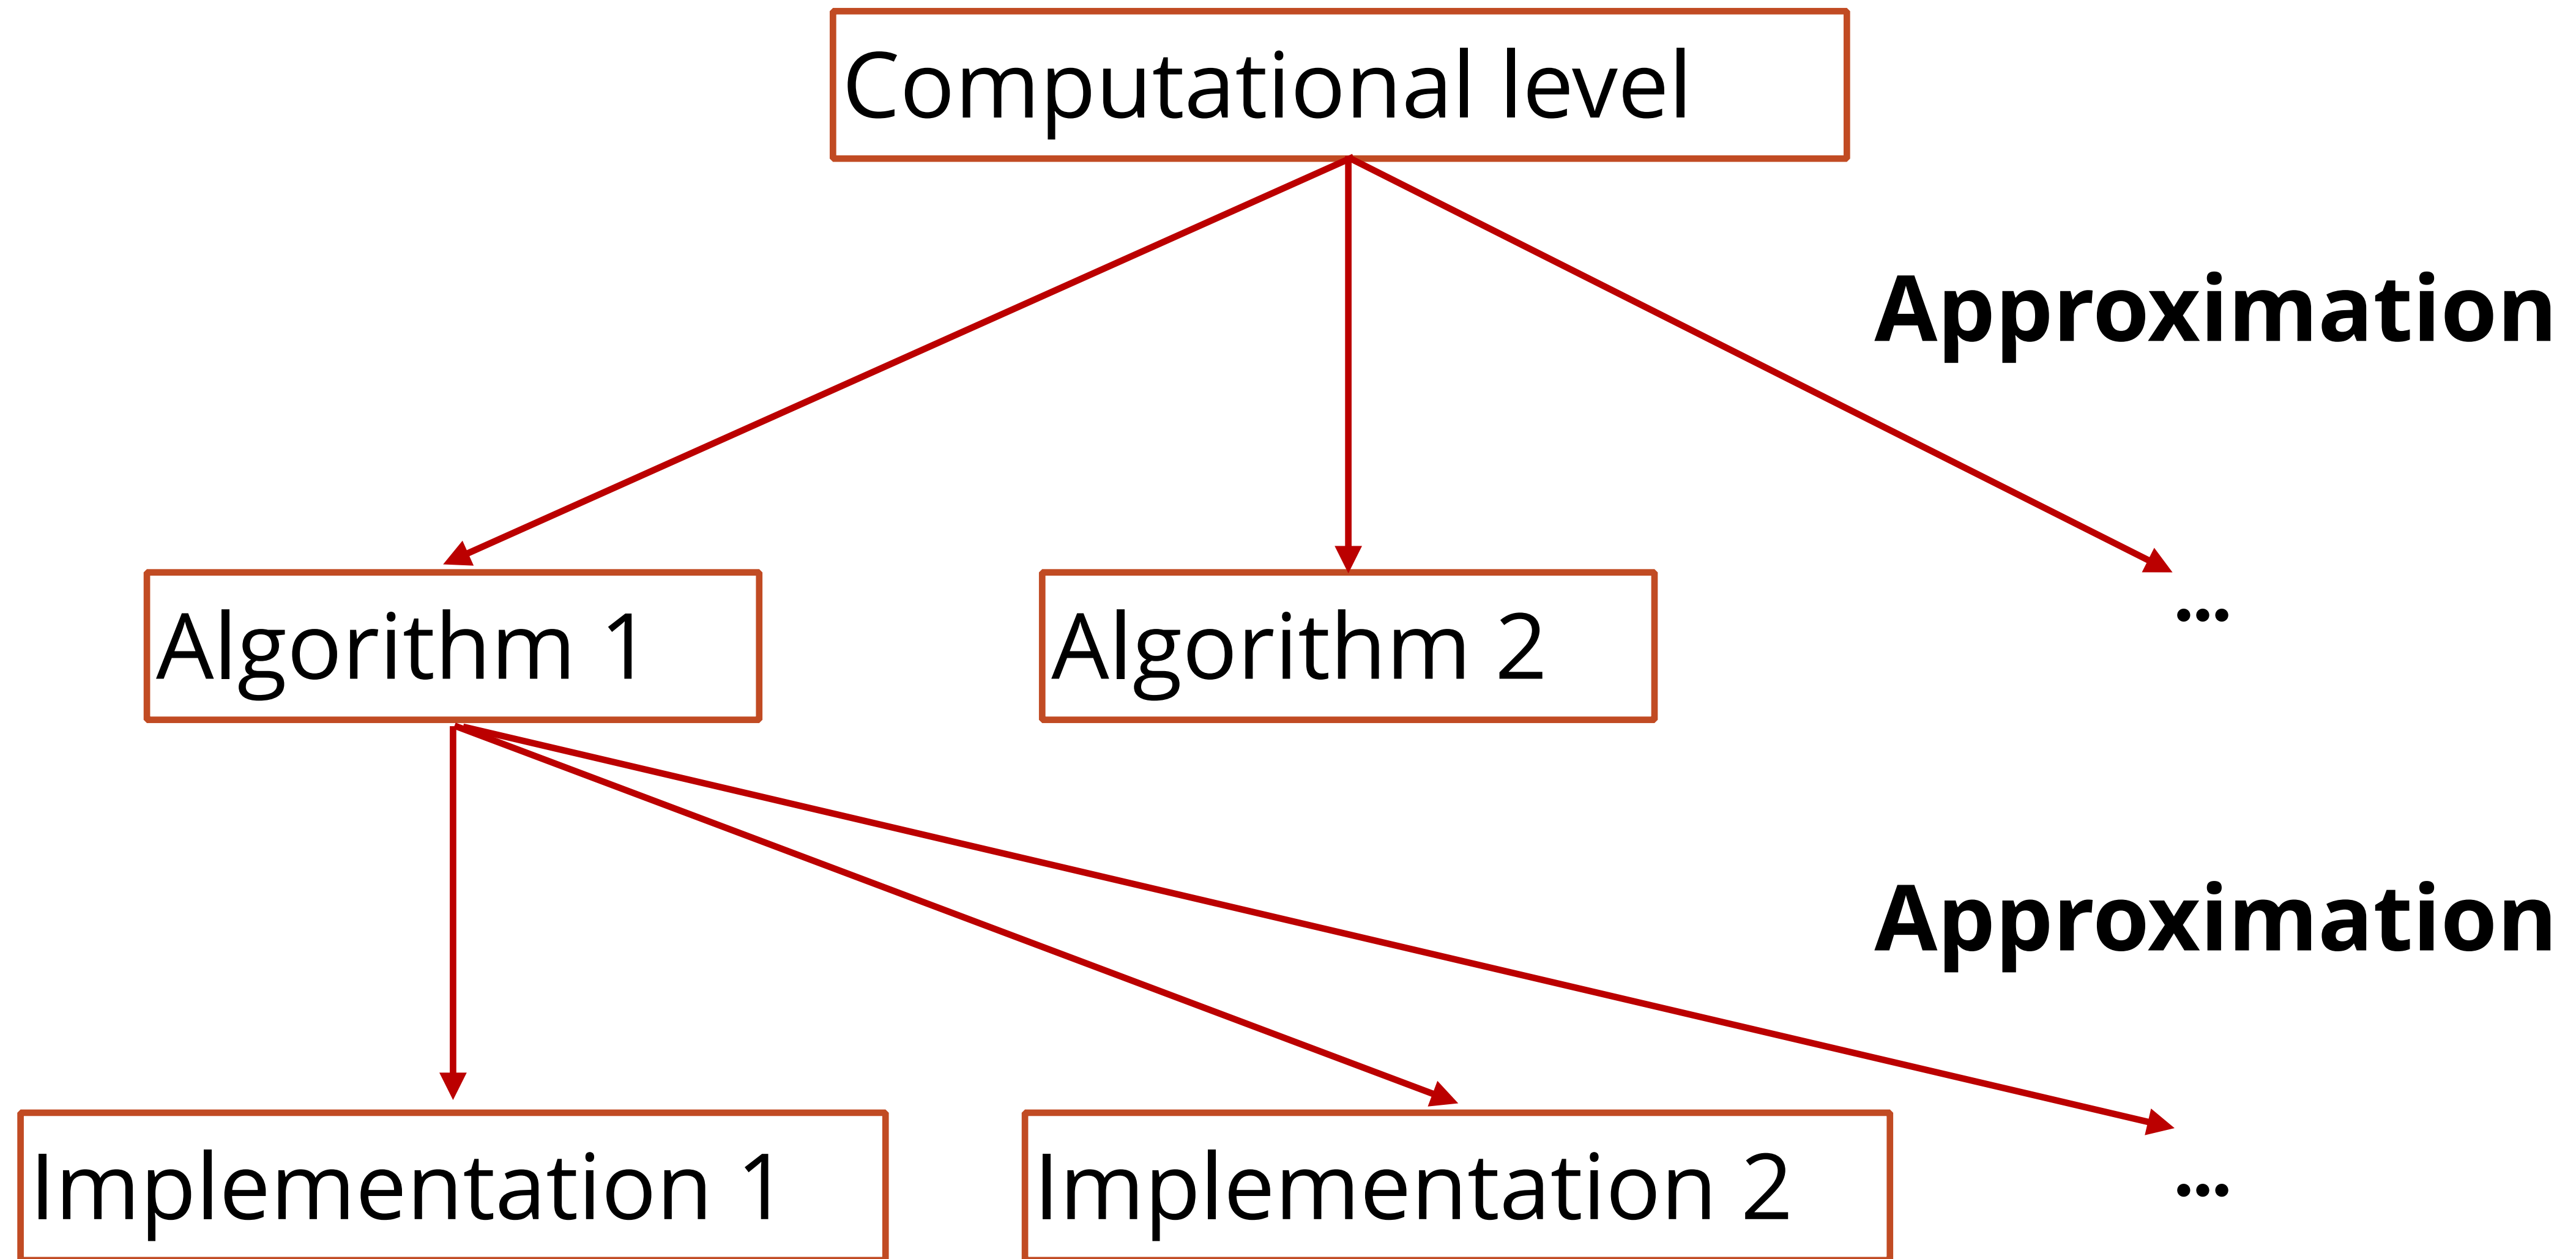 Computational level
Approximation
Algorithm 1
Algorithm 2
...
Approximation
Implementation 1
Implementation 2
...